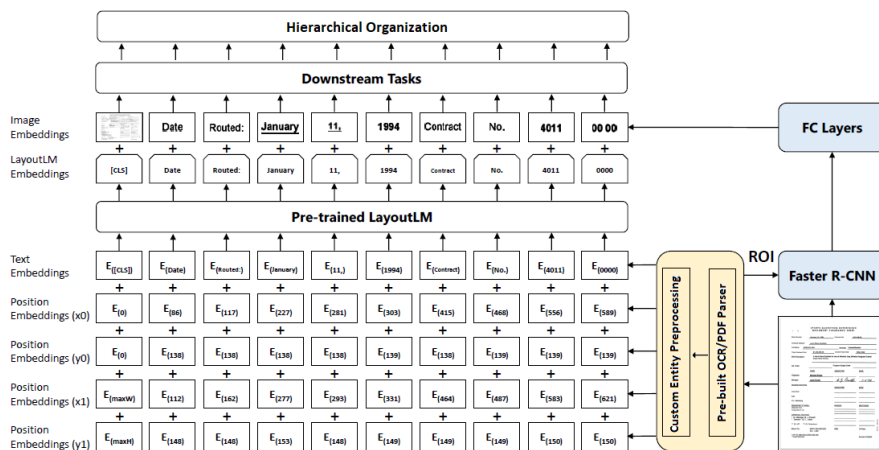 Hierarchical Organization
Downstream Tasks
Image Embeddings
Date Routed: January 11, 1994 Contract No. 4011 00 00
FC Layers
+ + + + + + + + + +
LayoutLM Embeddings
[CLS] Date Routed: January 11, 1994 Contract No. 4011 0000
Pre-trained LayoutLM
Text Embeddings
E([CLS]) E(Date) E(Routed:) E(January) E(11,) E(1994) E(Contract) E(No.) E(4011) E(0000)
ROI
Faster R-CNN
+ + + + + + + + + +
Position Embeddings (x0)
E(0) E(86) E(117) E(227) E(281) E(303) E(415) E(468) E(556) E(589)
+ + + + + + + + + +
Position Embeddings (y0)
E(0) E(138) E(138) E(138) E(138) E(139) E(138) E(139) E(139) E(139)
+ + + + + + + + + +
Position Embeddings (x1)
E(maxW) E(112) E(162) E(277) E(293) E(331) E(464) E(487) E(583) E(621)
+ + + + + + + + + +
Position Embeddings (y1)
E(maxH) E(148) E(148) E(153) E(148) E(149) E(149) E(149) E(150) E(150)
Custom Entity Preprocessing
Pre-built OCR/PDF Parser